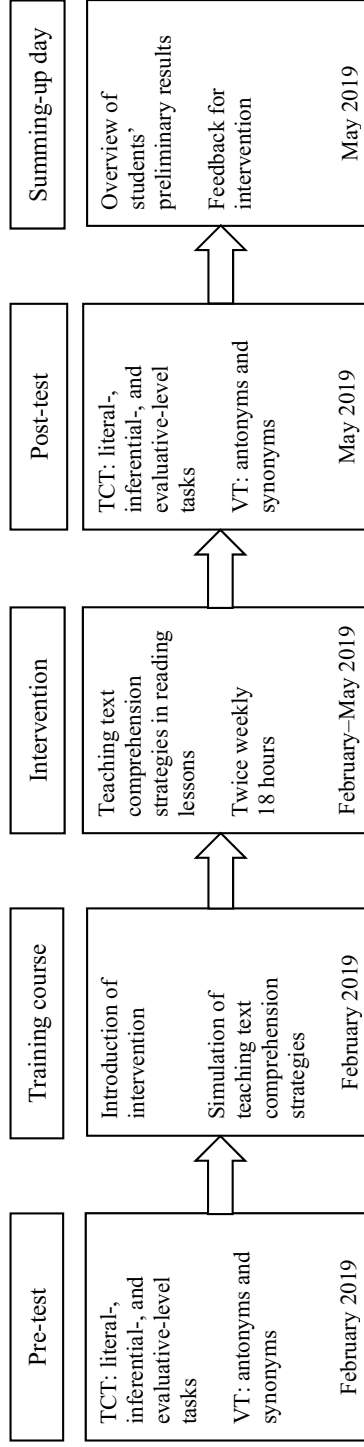 Pre-test
TCT: literal-,
inferential-, and
evaluative-level
tasks
VT: antonyms and
synonyms
February 2019
Training course
Introduction of
intervention
Simulation of
teaching text
comprehension
strategies
February 2019
Intervention
Teaching text
comprehension
strategies in reading
lessons
Twice weekly
18 hours
February–May 2019
Post-test
TCT: literal-,
inferential-, and
evaluative-level
tasks
VT: antonyms and
synonyms
May 2019
Summing-up day
Overview of
students’
preliminary results
Feedback for
intervention
May 2019